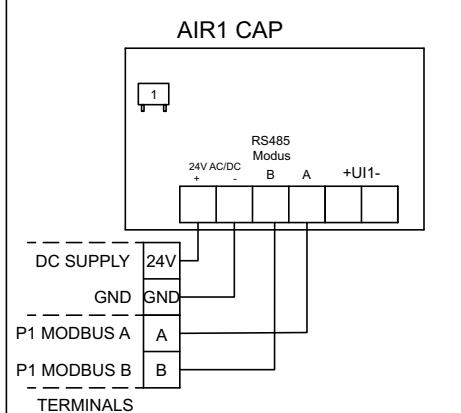 AIR1 CAP
1
RS485
Modus
24V AC/DC
+ - B A +UI1-
DC SUPPLY 24V
GND GND
P1 MODBUS A A
P1 MODBUS B B
TERMINALS